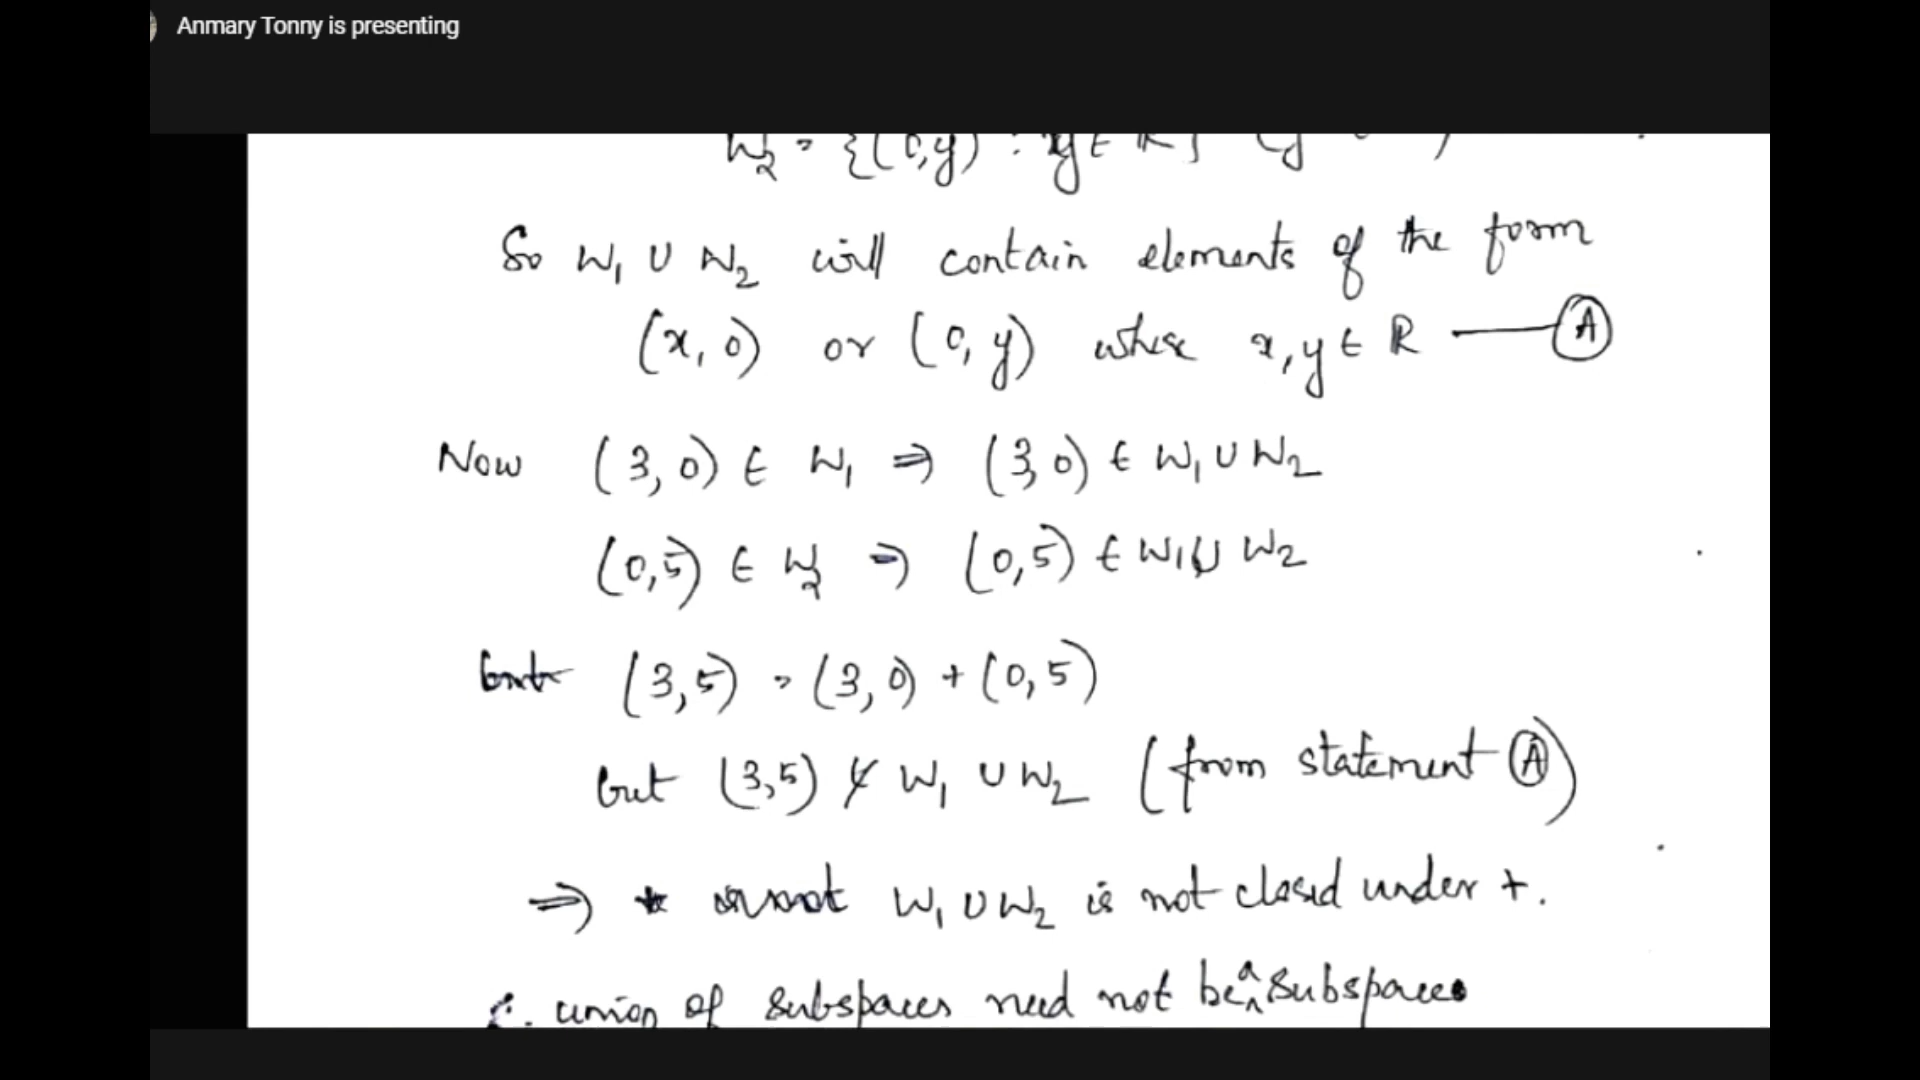 Anmary Tonny is presenting
W₂ = {(0,y) : y ∈ R}
So W₁ ∪ W₂ will contain elements of the form
(x, 0) or (0, y) where x, y ∈ R —— Ⓐ
Now (3, 0) ∈ W₁ ⇒ (3, 0) ∈ W₁ ∪ W₂
(0,5) ∈ W₂ ⇒ (0,5) ∈ W₁ ∪ W₂
but (3,5) = (3, 0) + (0, 5)
but (3,5) ∉ W₁ ∪ W₂ (from statement Ⓐ)
⇒ W₁ ∪ W₂ is not closed under +.
union of subspaces need not be a subspace